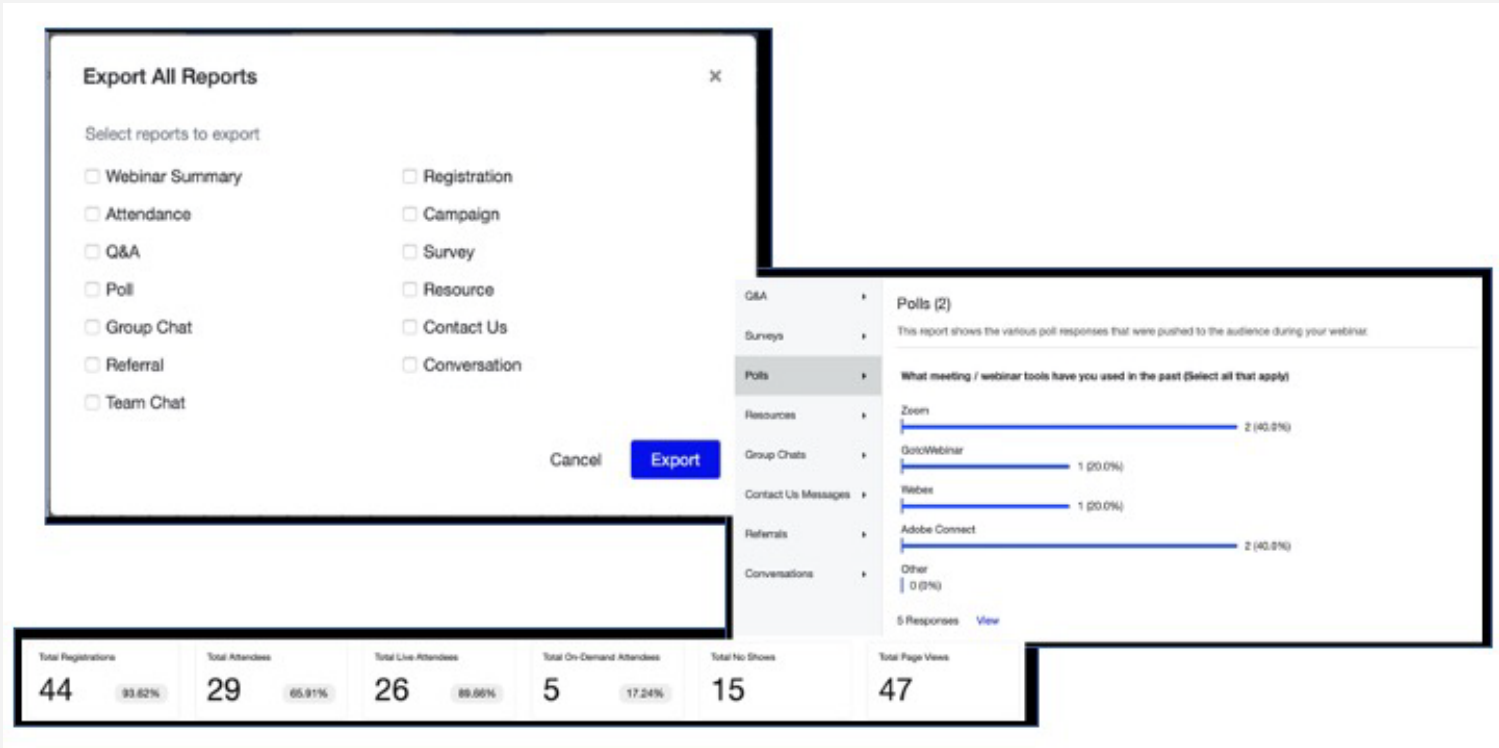 Export All Reports ×
Select reports to export
Webinar Summary
Registration
Attendance
Campaign
Q&A
Survey
Poll
Resource
Group Chat
Contact Us
Referral
Conversation
Team Chat
Cancel
Export
Q&A
Surveys
Polls
Resources
Group Chats
Contact Us Messages
Referrals
Conversations
Polls (2)
This report shows the various poll responses that were pushed to the audience during your webinar.
What meeting / webinar tools have you used in the past (Select all that apply)
Zoom
2 (40.0%)
GotoWebinar
1 (20.0%)
Webex
1 (20.0%)
Adobe Connect
2 (40.0%)
Other
0 (0%)
5 Responses View
Total Registrations
44 93.62%
Total Attendees
29 65.91%
Total Live Attendees
26 89.66%
Total On-Demand Attendees
5 17.24%
Total No Shows
15
Total Page Views
47